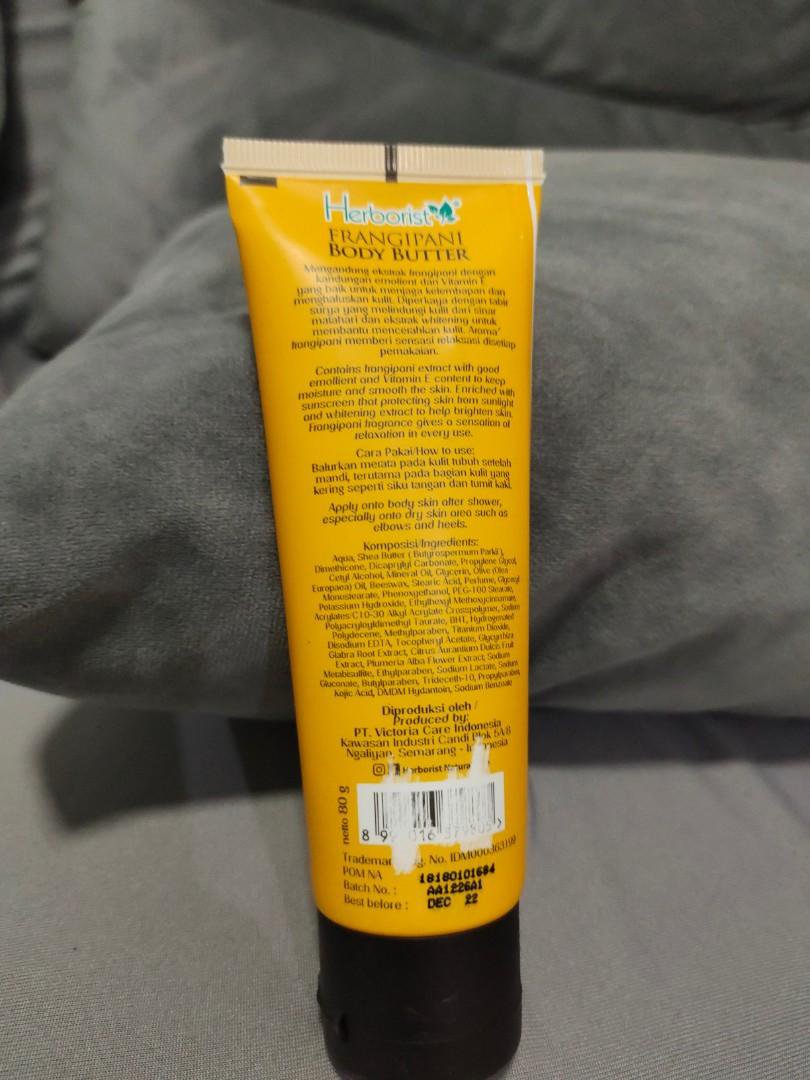 Herborist
FRANGIPANI
BODY BUTTER
Mengandung ekstrak frangipani dengan
kandungan emolient dan Vitamin E
yang baik untuk menjaga kelembapan dan
menghaluskan kulit. Diperkaya dengan tabir
surya yang melindungi kulit dari sinar
matahari dan ekstrak whitening untuk
membantu mencerahkan kulit. Aroma
frangipani memberi sensasi relaksasi disetiap
pemakaian.
Contains frangipani extract with good
emollient and Vitamin E content to keep
moisture and smooth the skin. Enriched with
sunscreen that protecting skin from sunlight
and whitening extract to help brighten skin.
Frangipani fragrance gives a sensation of
relaxation in every use.
Cara Pakai/How to use:
Balurkan merata pada kulit tubuh setelah
mandi, terutama pada bagian kulit yang
kering seperti siku tangan dan tumit kaki.
Apply onto body skin after shower,
especially onto dry skin area such as
elbows and heels.
Komposisi/Ingredients:
Aqua, Shea Butter ( Butyrospermum Parkii ),
Dimethicone, Dicaprylyl Carbonate, Propylene Glycol,
Cetyl Alcohol, Mineral Oil, Glycerin, Olive (Olea
Europaea) Oil, Beeswax, Stearic Acid, Perfume, Glyceryl
Monostearate, Phenoxyethanol, PEG-100 Stearate,
Potassium Hydroxide, Ethylhexyl Methoxycinnamate,
Acrylates/C10-30 Alkyl Acrylate Crosspolymer, Sodium
Polyacryloyldimethyl Taurate, BHT, Hydrogenated
Polydecene, Methylparaben, Titanium Dioxide,
Disodium EDTA, Tocopheryl Acetate, Glycyrrhiza
Glabra Root Extract, Citrus Aurantium Dulcis Fruit
Extract, Plumeria Alba Flower Extract, Sodium
Metabisulfite, Ethylparaben, Sodium Lactate, Sodium
Gluconate, Butylparaben, Trideceth-10, Propylparaben,
Kojic Acid, DMDM Hydantoin, Sodium Benzoate
Diproduksi oleh /
Produced by:
PT. Victoria Care Indonesia
Kawasan Industri Candi Blok 5A/8
Ngaliyan, Semarang -
Herborist
netto 80 g
No. IDM000363199
POM NA 18180101684
Batch No. : AA1226A1
Best before : DEC 22